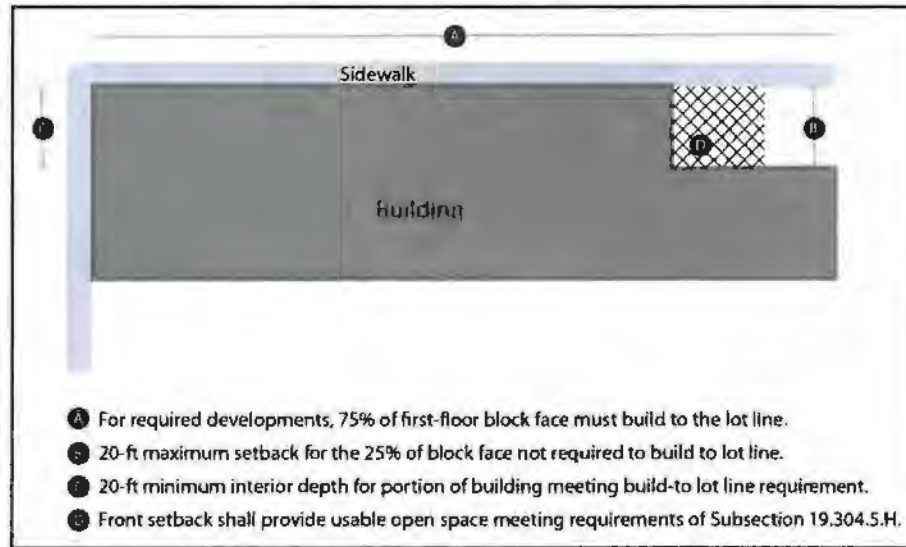 A
Sidewalk
B
D
Building
A For required developments, 75% of first-floor block face must build to the lot line.
20-ft maximum setback for the 25% of block face not required to build to lot line.
20-ft minimum interior depth for portion of building meeting build-to lot line requirement.
D Front setback shall provide usable open space meeting requirements of Subsection 19.304.5.H.